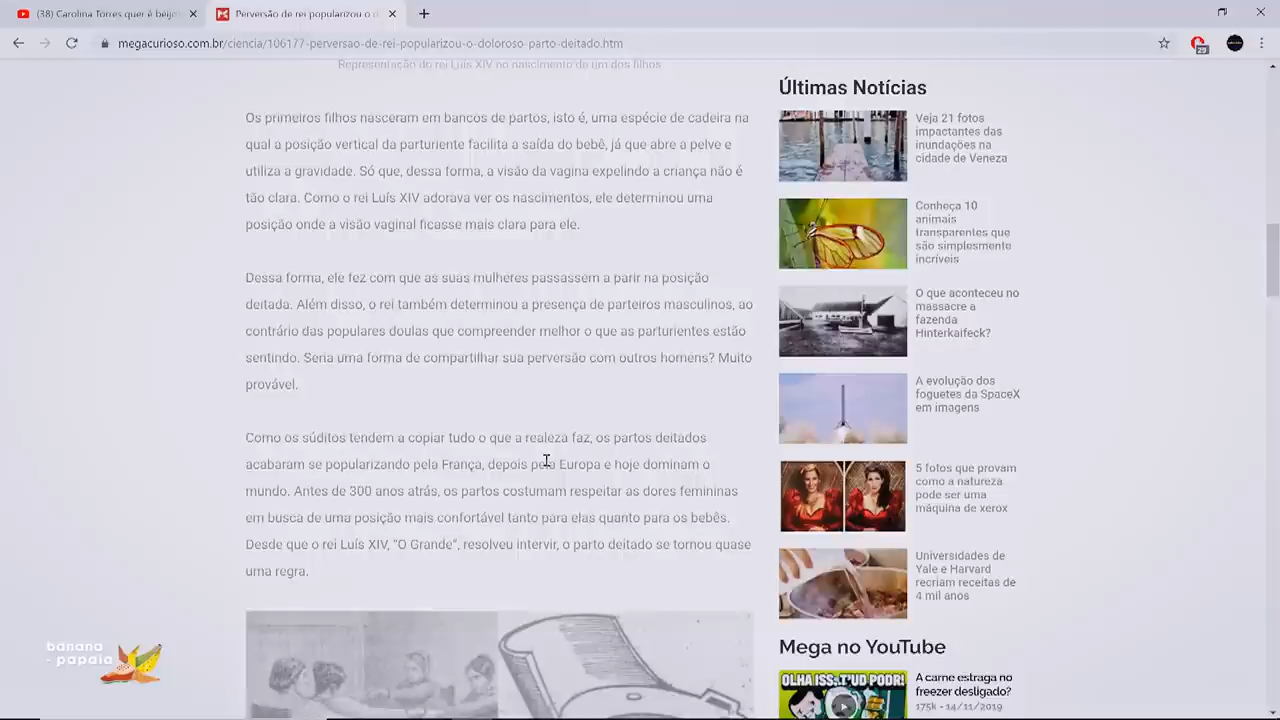 (38) Carolina Torres quer é beijo
Perversão de rei popularizou o d
megacurioso.com.br/ciencia/106177-perversao-de-rei-popularizou-o-doloroso-parto-deitado.htm
29
Representação do rei Luís XIV no nascimento de um dos filhos
Os primeiros filhos nasceram em bancos de partos, isto é, uma espécie de cadeira na
qual a posição vertical da parturiente facilita a saída do bebê, já que abre a pelve e
utiliza a gravidade. Só que, dessa forma, a visão da vagina expelindo a criança não é
tão clara. Como o rei Luís XIV adorava ver os nascimentos, ele determinou uma
posição onde a visão vaginal ficasse mais clara para ele.
Dessa forma, ele fez com que as suas mulheres passassem a parir na posição
deitada. Além disso, o rei também determinou a presença de parteiros masculinos, ao
contrário das populares doulas que compreender melhor o que as parturientes estão
sentindo. Seria uma forma de compartilhar sua perversão com outros homens? Muito
provável.
Como os súditos tendem a copiar tudo o que a realeza faz, os partos deitados
acabaram se popularizando pela França, depois pela Europa e hoje dominam o
mundo. Antes de 300 anos atrás, os partos costumam respeitar as dores femininas
em busca de uma posição mais confortável tanto para elas quanto para os bebês.
Desde que o rei Luís XIV, "O Grande", resolveu intervir, o parto deitado se tornou quase
uma regra.
Últimas Notícias
Veja 21 fotos
impactantes das
inundações na
cidade de Veneza
Conheça 10
animais
transparentes que
são simplesmente
incríveis
O que aconteceu no
massacre a
fazenda
Hinterkaifeck?
A evolução dos
foguetes da SpaceX
em imagens
5 fotos que provam
como a natureza
pode ser uma
máquina de xerox
Universidades de
Yale e Harvard
recriam receitas de
4 mil anos
Mega no YouTube
OLHA ISS
T'UD PODR!
A carne estraga no
freezer desligado?
175k - 14/11/2019
banana
- papaia